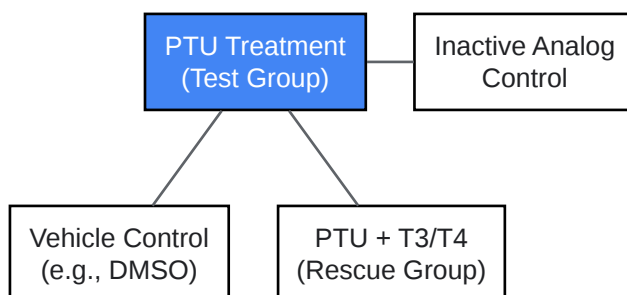 PTU Treatment
(Test Group)
Inactive Analog
Control
Vehicle Control
(e.g., DMSO)
PTU + T3/T4
(Rescue Group)